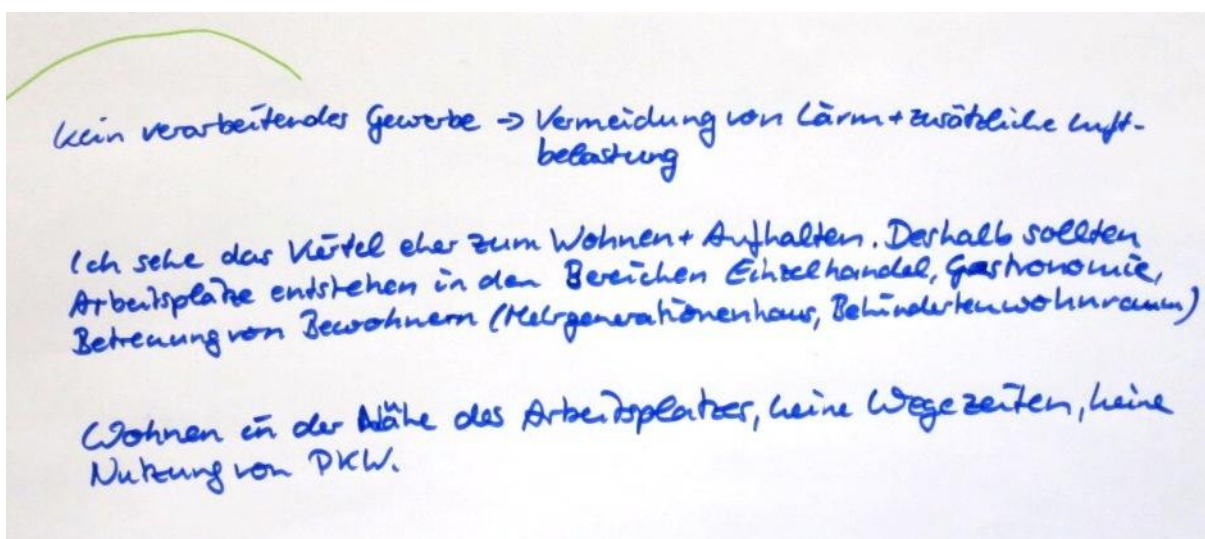 kein verarbeitendes Gewerbe → Vermeidung von Lärm + zusätzliche Luft-
belastung
Ich sehe das Viertel eher zum Wohnen + Aufhalten. Deshalb sollten
Arbeitsplätze entstehen in den Bereichen Einzelhandel, Gastronomie,
Betreuung von Bewohnern (Mehrgenerationenhaus, Behindertenwohnraum)
Wohnen in der Nähe des Arbeitsplatzes, keine Wegezeiten, keine
Nutzung von PKW.